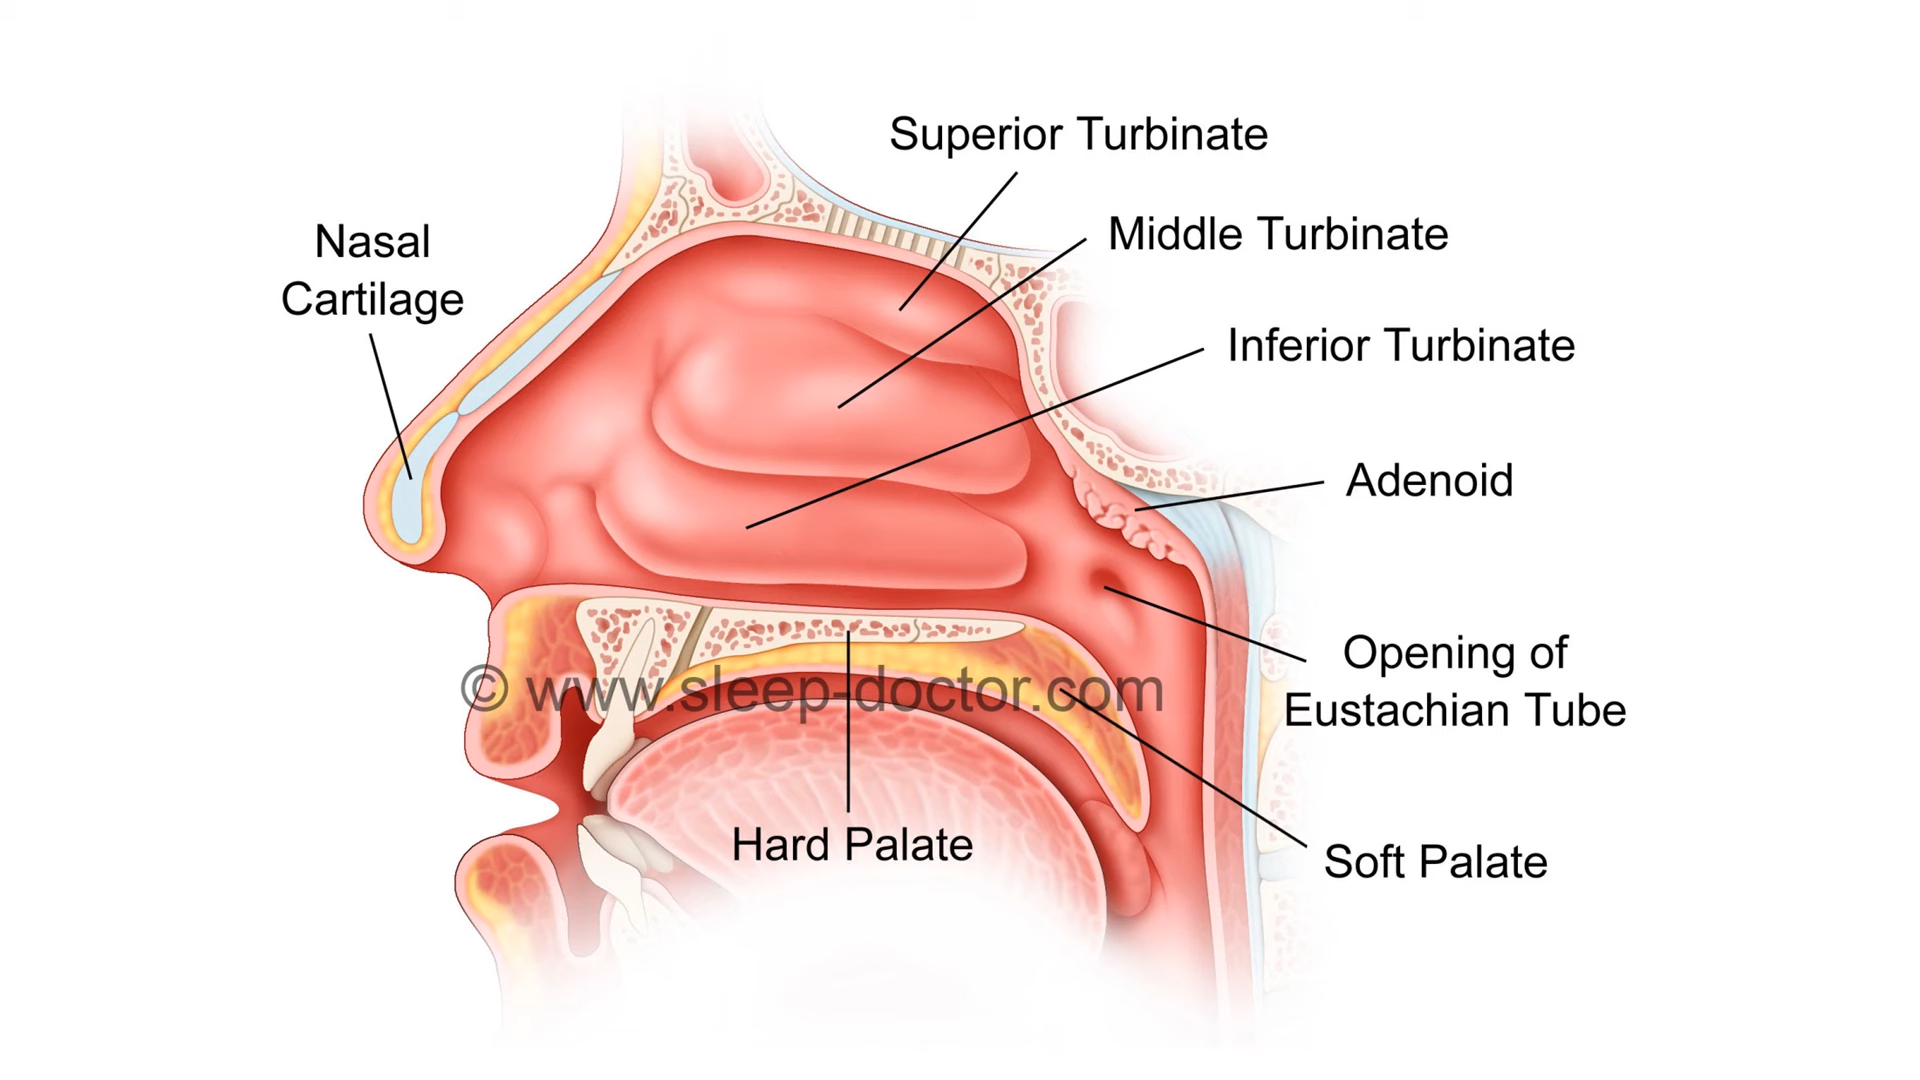 Superior Turbinate
Middle Turbinate
Nasal
Cartilage
Inferior Turbinate
Adenoid
Opening of
Eustachian Tube
© www.sleep-doctor.com
Hard Palate
Soft Palate